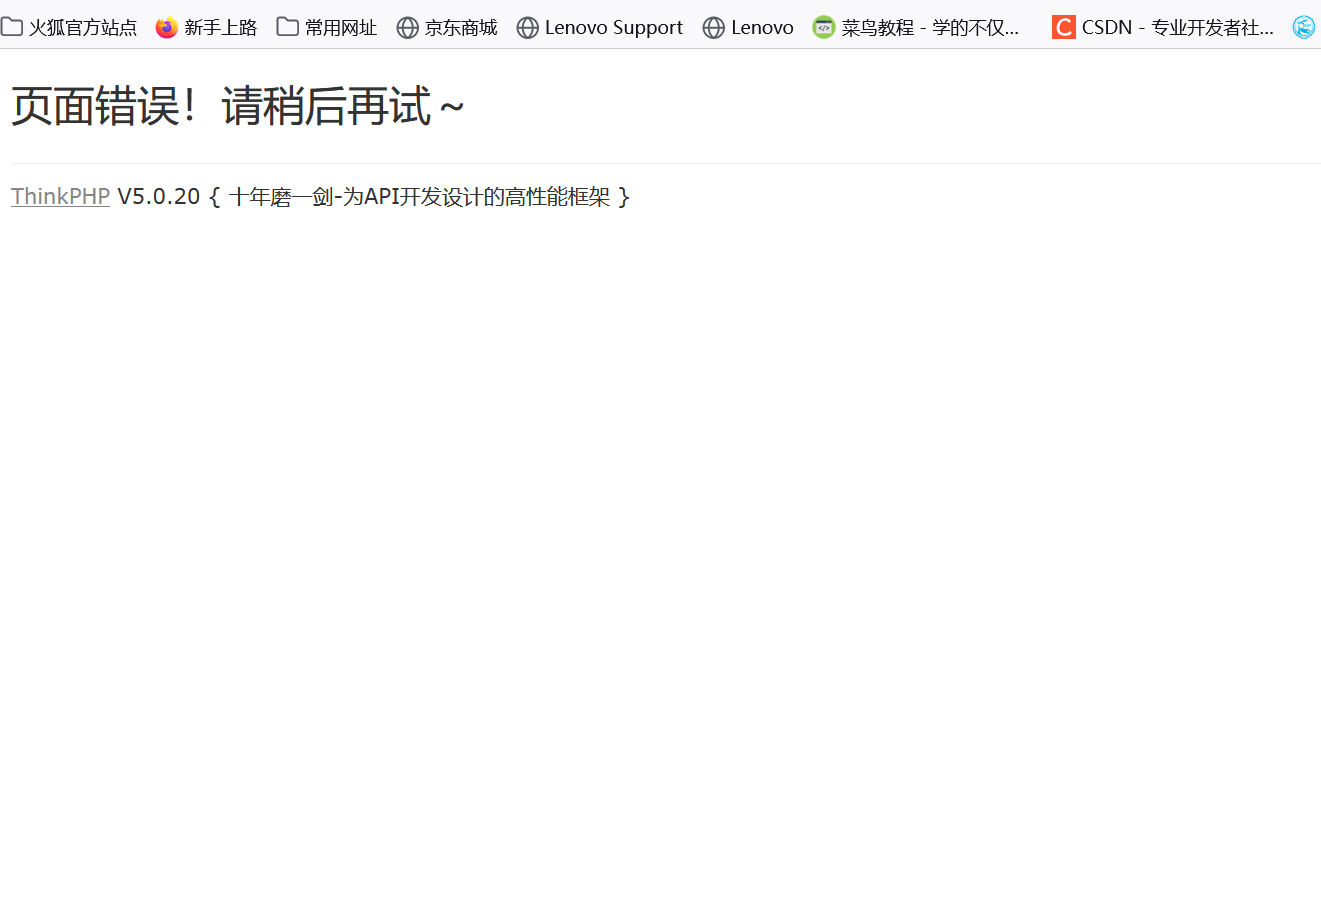 火狐官方站点 新手上路 常用网址 京东商城 Lenovo Support Lenovo 菜鸟教程 - 学的不仅... CSDN - 专业开发者社...
页面错误！请稍后再试～
ThinkPHP V5.0.20 { 十年磨一剑-为API开发设计的高性能框架 }